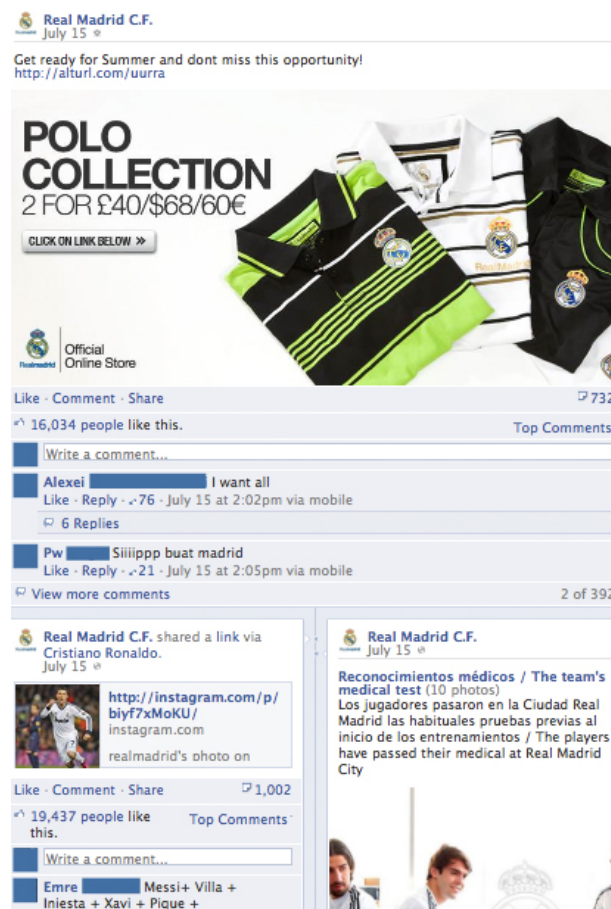 Real Madrid C.F.
July 15
Get ready for Summer and dont miss this opportunity!
http://alturl.com/uurra
POLO
COLLECTION
2 FOR £40/$68/60€
CLICK ON LINK BELOW »
RealMadrid
Realmadrid
Official
Online Store
Like · Comment · Share
732
16,034 people like this.
Top Comments
Write a comment...
Alexei I want all
Like · Reply · 76 · July 15 at 2:02pm via mobile
6 Replies
Pw Siiiippp buat madrid
Like · Reply · 21 · July 15 at 2:05pm via mobile
View more comments
2 of 392
Real Madrid C.F. shared a link via
Cristiano Ronaldo.
July 15
http://instagram.com/p/
biyf7xMoKU/
instagram.com
realmadrid's photo on
Like · Comment · Share
1,002
19,437 people like
this.
Top Comments
Write a comment...
Emre Messi+ Villa +
Iniesta + Xavi + Pique +
Real Madrid C.F.
July 15
Reconocimientos médicos / The team's
medical test (10 photos)
Los jugadores pasaron en la Ciudad Real
Madrid las habituales pruebas previas al
inicio de los entrenamientos / The players
have passed their medical at Real Madrid
City